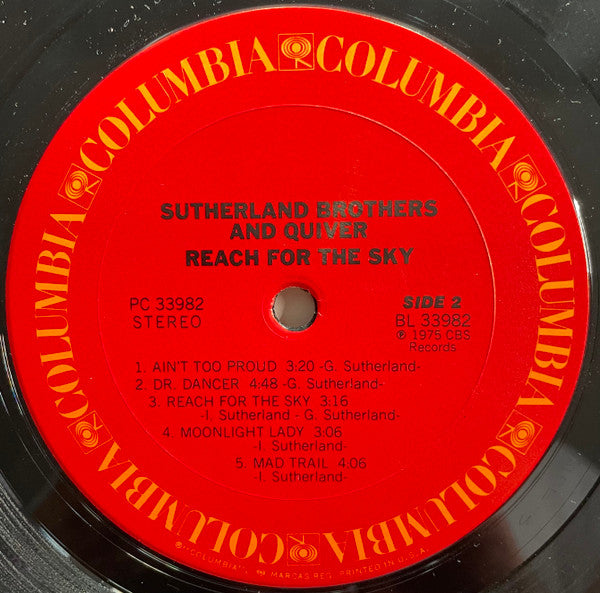 COLUMBIA COLUMBIA COLUMBIA COLUMBIA COLUMBIA COLUMBIA
SUTHERLAND BROTHERS
AND QUIVER
REACH FOR THE SKY
PC 33982
STEREO
SIDE 2
BL 33982
℗ 1975 CBS
Records
1. AIN'T TOO PROUD 3:20 -G. Sutherland-
2. DR. DANCER 4:48 -G. Sutherland-
3. REACH FOR THE SKY 3:16
-I. Sutherland - G. Sutherland-
4. MOONLIGHT LADY 3:06
-I. Sutherland-
5. MAD TRAIL 4:06
-I. Sutherland-
"COLUMBIA", MARCAS REG. PRINTED IN U.S.A.